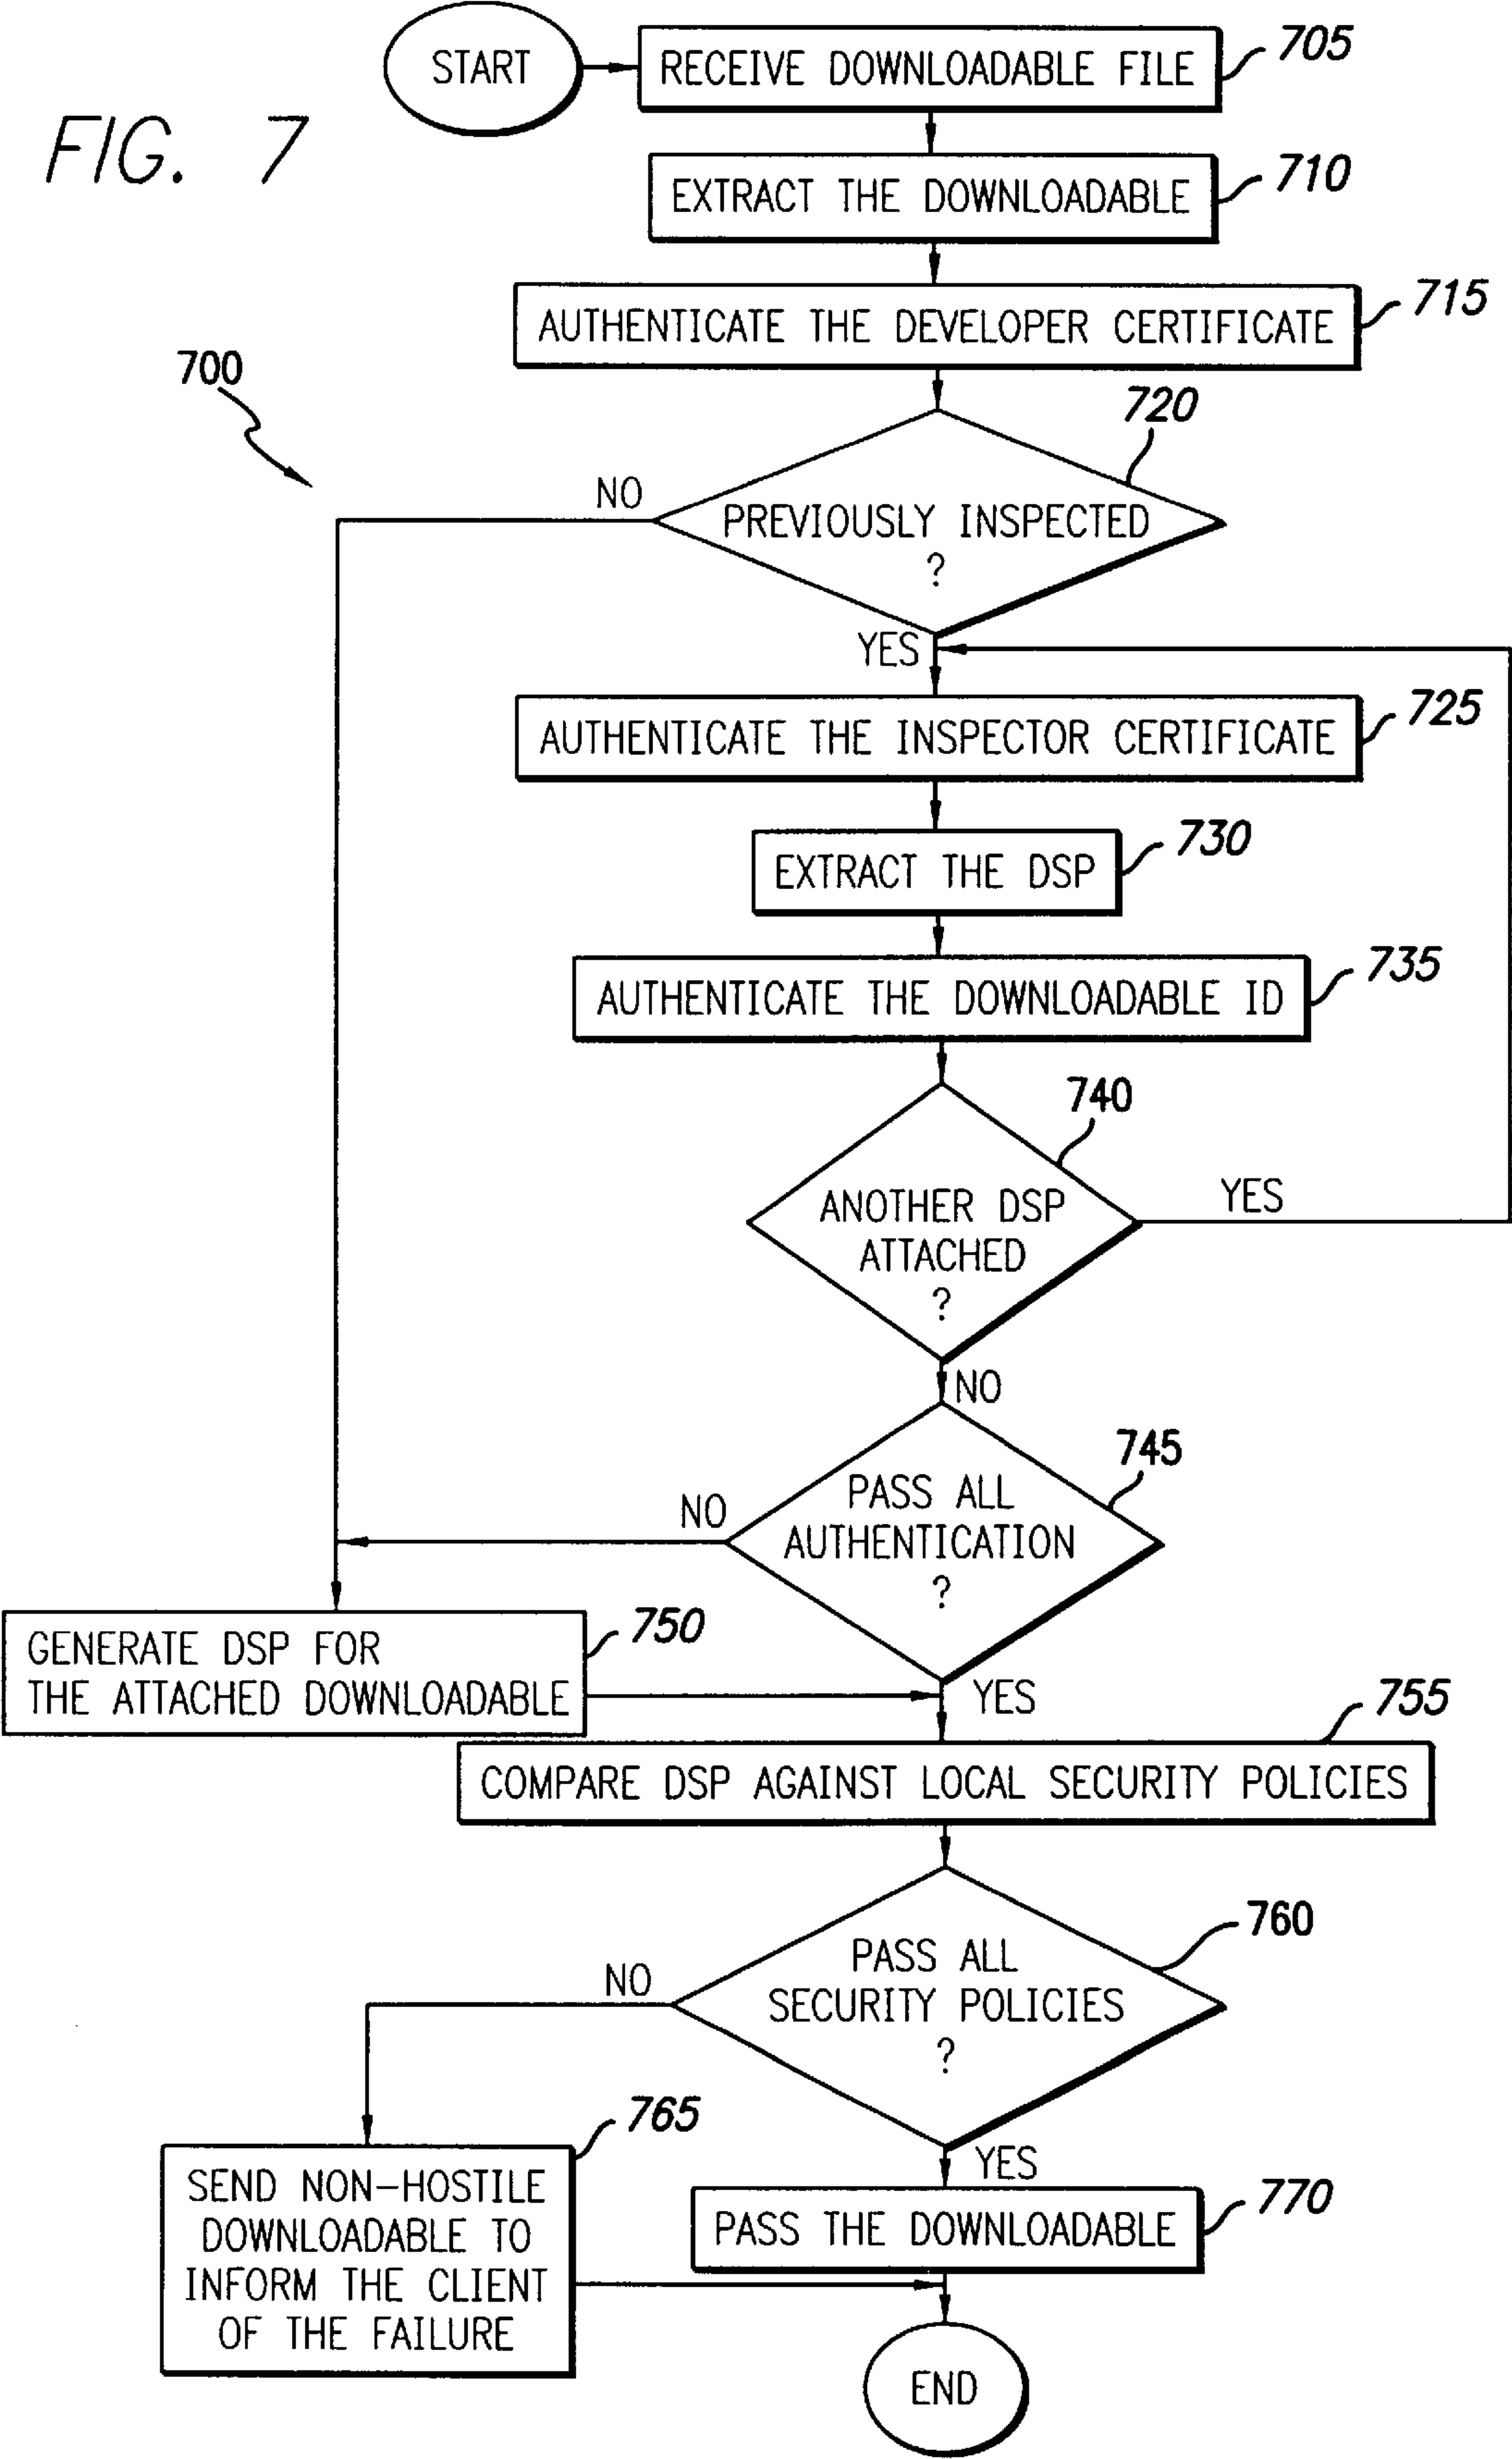 START
RECEIVE DOWNLOADABLE FILE
705
FIG. 7
EXTRACT THE DOWNLOADABLE
710
AUTHENTICATE THE DEVELOPER CERTIFICATE
715
700
720
NO
PREVIOUSLY INSPECTED
?
YES
AUTHENTICATE THE INSPECTOR CERTIFICATE
725
EXTRACT THE DSP
730
AUTHENTICATE THE DOWNLOADABLE ID
735
740
ANOTHER DSP
ATTACHED
?
YES
NO
745
PASS ALL
AUTHENTICATION
?
NO
GENERATE DSP FOR
THE ATTACHED DOWNLOADABLE
750
YES
755
COMPARE DSP AGAINST LOCAL SECURITY POLICIES
760
PASS ALL
SECURITY POLICIES
?
NO
765
SEND NON-HOSTILE
DOWNLOADABLE TO
INFORM THE CLIENT
OF THE FAILURE
YES
PASS THE DOWNLOADABLE
770
END